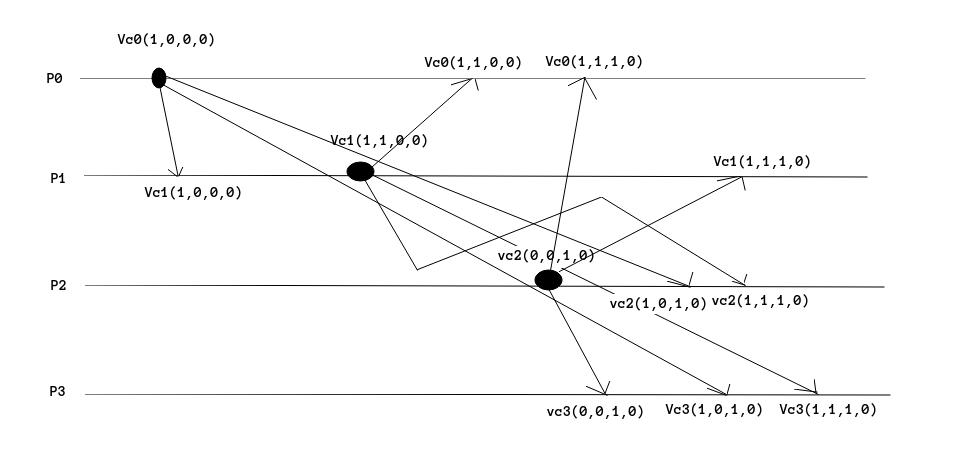 Vc0(1,0,0,0)
Vc0(1,1,0,0)
Vc0(1,1,1,0)
P0
Vc1(1,1,0,0)
Vc1(1,1,1,0)
P1
Vc1(1,0,0,0)
vc2(0,0,1,0)
P2
vc2(1,0,1,0)
vc2(1,1,1,0)
P3
vc3(0,0,1,0)
Vc3(1,0,1,0)
Vc3(1,1,1,0)